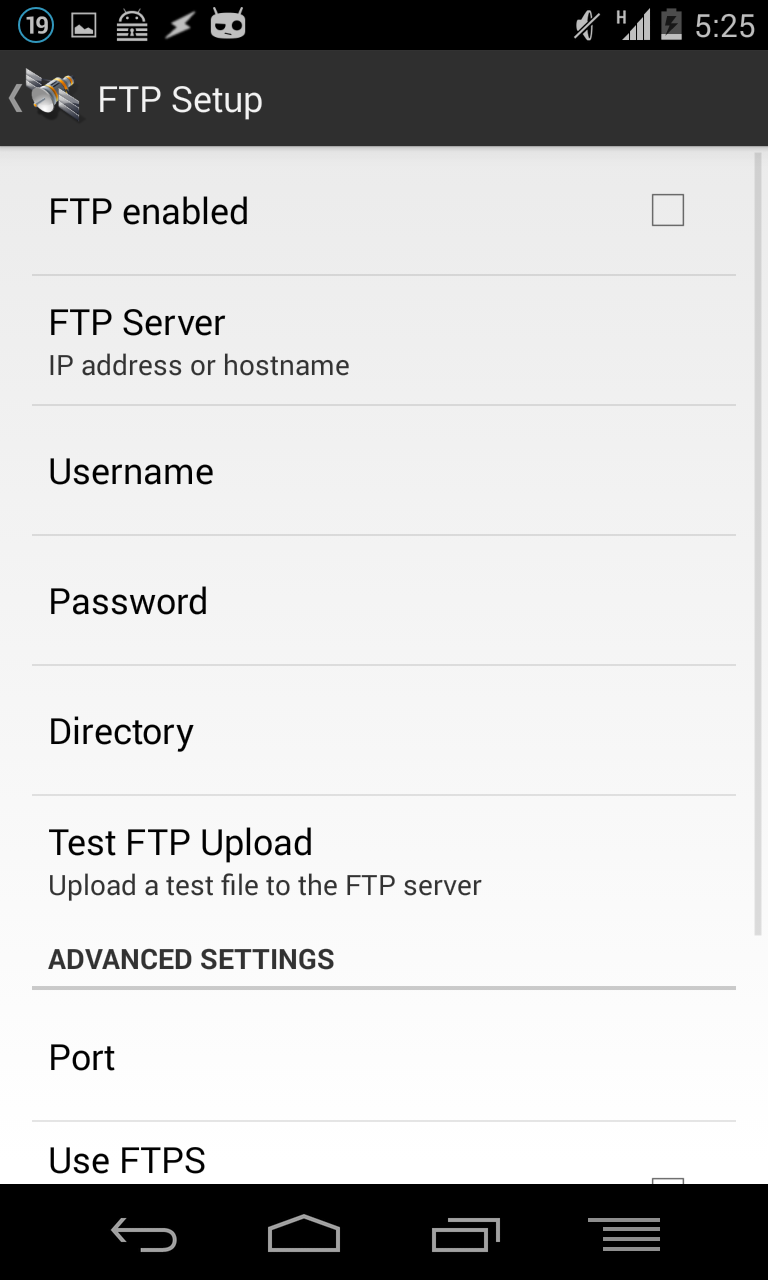 19
H
5:25
FTP Setup
FTP enabled
FTP Server
IP address or hostname
Username
Password
Directory
Test FTP Upload
Upload a test file to the FTP server
ADVANCED SETTINGS
Port
Use FTPS